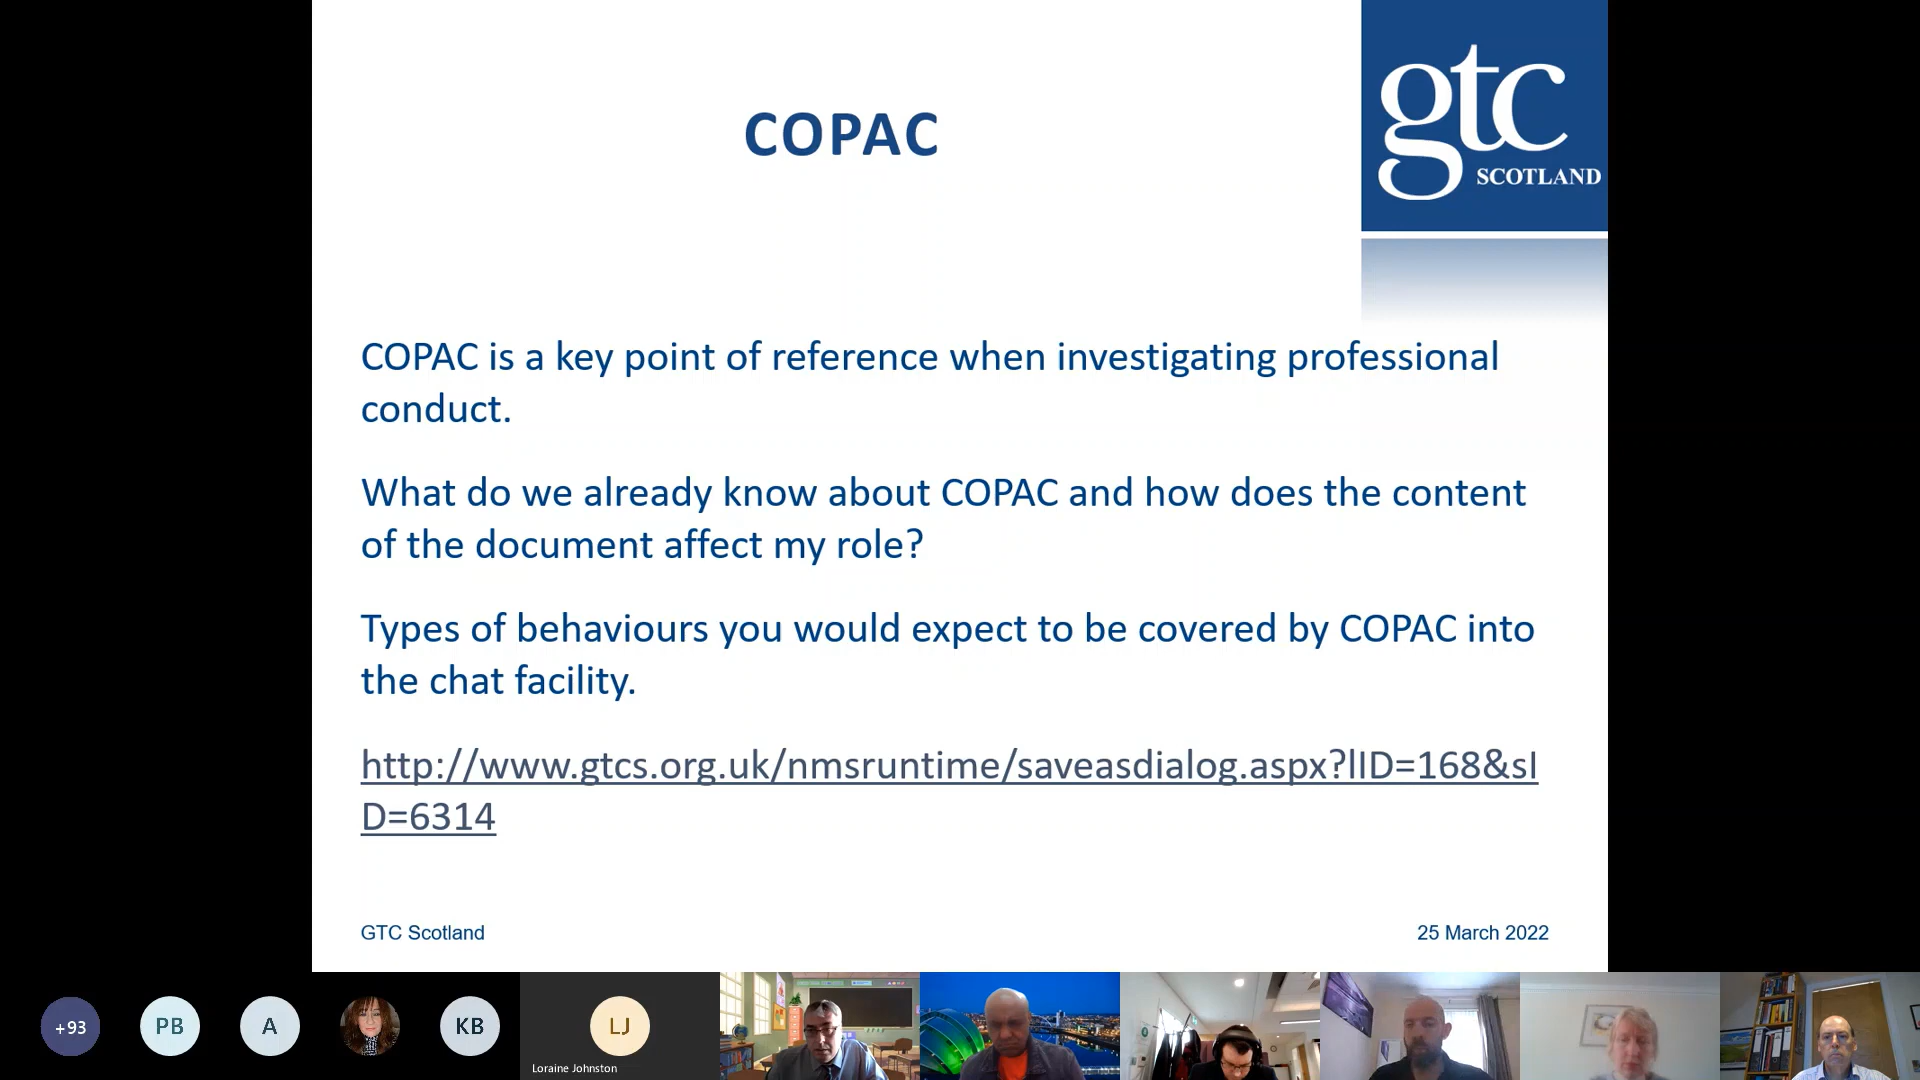 COPAC
gtc
SCOTLAND
COPAC is a key point of reference when investigating professional
conduct.
What do we already know about COPAC and how does the content
of the document affect my role?
Types of behaviours you would expect to be covered by COPAC into
the chat facility.
http://www.gtcs.org.uk/nmsruntime/saveasdialog.aspx?lID=168&sI
D=6314
GTC Scotland
25 March 2022
+93
PB
A
KB
LJ
Loraine Johnston